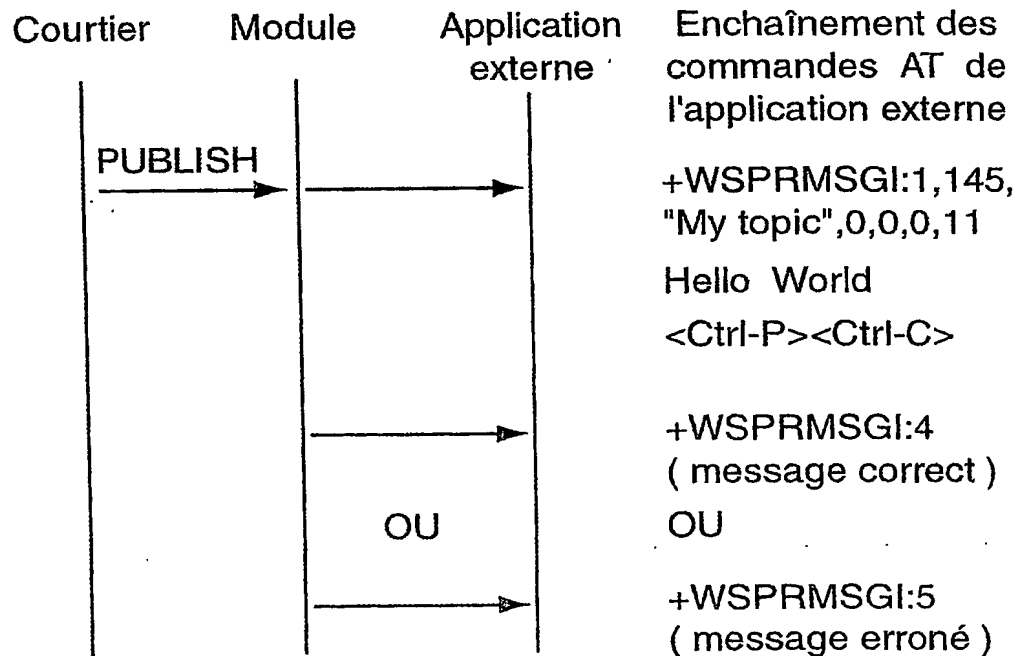 Courtier
Module
Application
externe
Enchaînement des
commandes AT de
l'application externe
PUBLISH
+WSPRMSGI:1,145,
"My topic",0,0,0,11
Hello World
<Ctrl-P><Ctrl-C>
+WSPRMSGI:4
( message correct )
OU
OU
+WSPRMSGI:5
( message erroné )